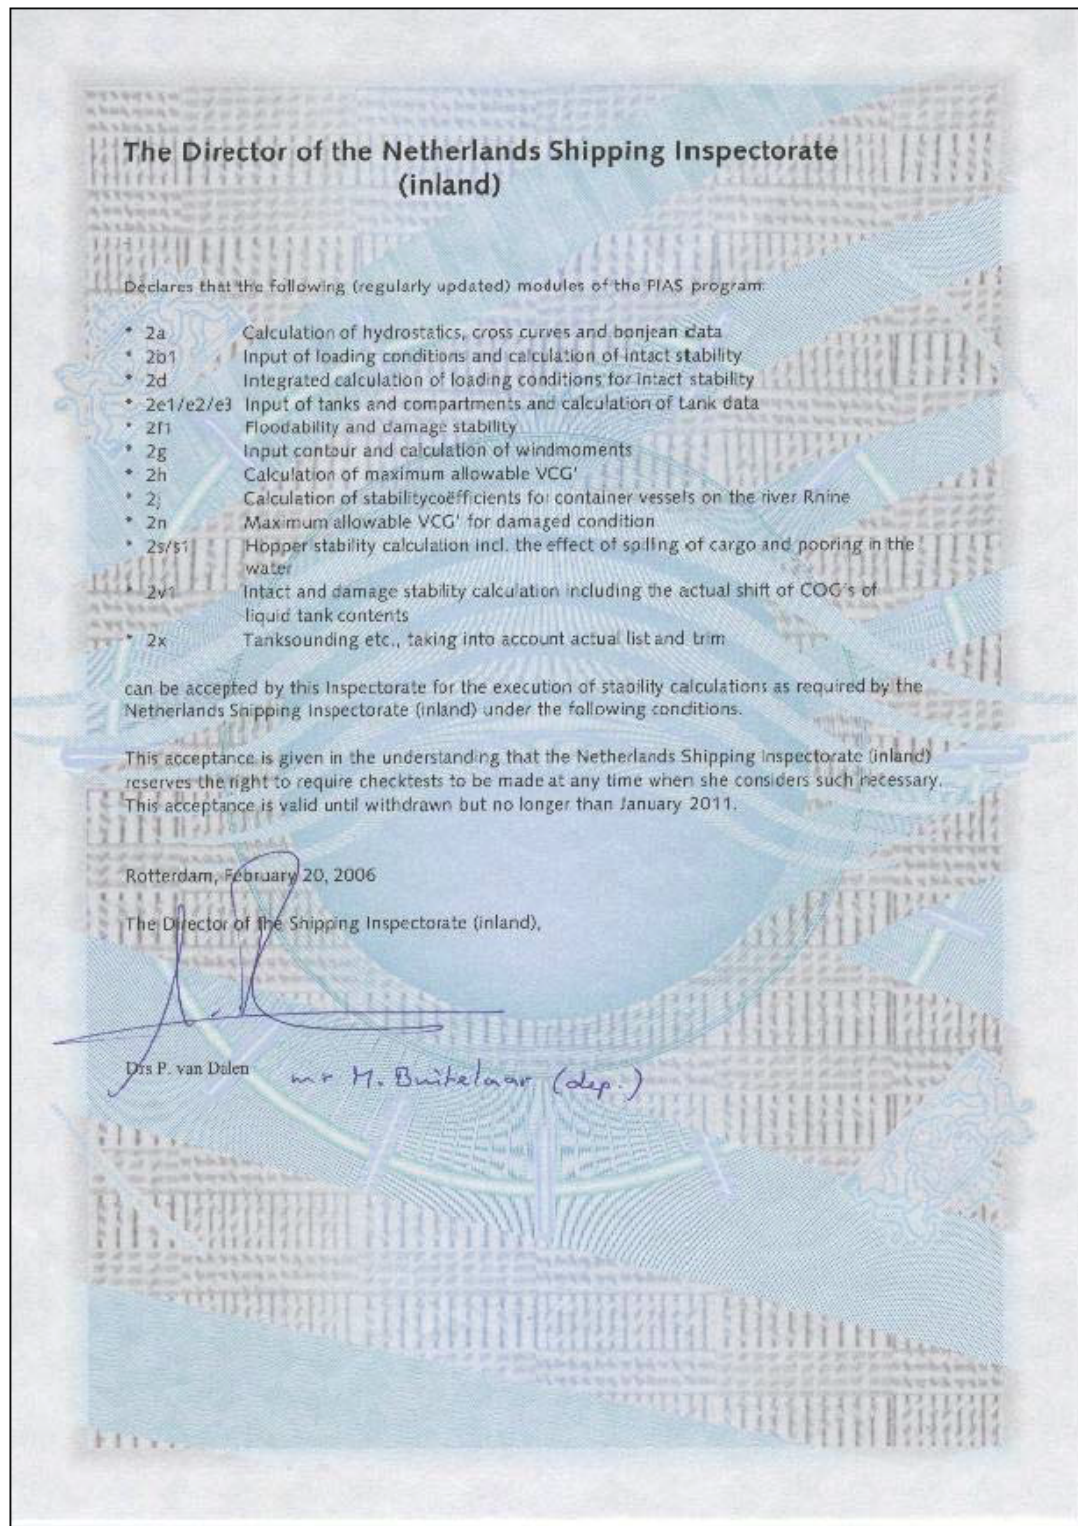 The Director of the Netherlands Shipping Inspectorate
(inland)
Declares that the following (regularly updated) modules of the PIAS program:
* 2a Calculation of hydrostatics, cross curves and bonjean data
* 2b1 Input of loading conditions and calculation of intact stability
* 2d Integrated calculation of loading conditions for intact stability
* 2e1/e2/e3 Input of tanks and compartments and calculation of tank data
* 2f1 Floodability and damage stability
* 2g Input contour and calculation of windmoments
* 2h Calculation of maximum allowable VCG'
* 2j Calculation of stabilitycoëfficients for container vessels on the river Rhine
* 2n Maximum allowable VCG' for damaged condition
* 2s/s1 Hopper stability calculation incl. the effect of spilling of cargo and pooring in the
water
* 2v1 Intact and damage stability calculation including the actual shift of COG's of
liquid tank contents
* 2x Tanksounding etc., taking into account actual list and trim
can be accepted by this Inspectorate for the execution of stability calculations as required by the
Netherlands Shipping Inspectorate (inland) under the following conditions.
This acceptance is given in the understanding that the Netherlands Shipping Inspectorate (inland)
reserves the right to require checktests to be made at any time when she considers such necessary.
This acceptance is valid until withdrawn but no longer than January 2011.
Rotterdam, February 20, 2006
The Director of the Shipping Inspectorate (inland),
Drs P. van Dalen mr M. Buitelaar (dep.)